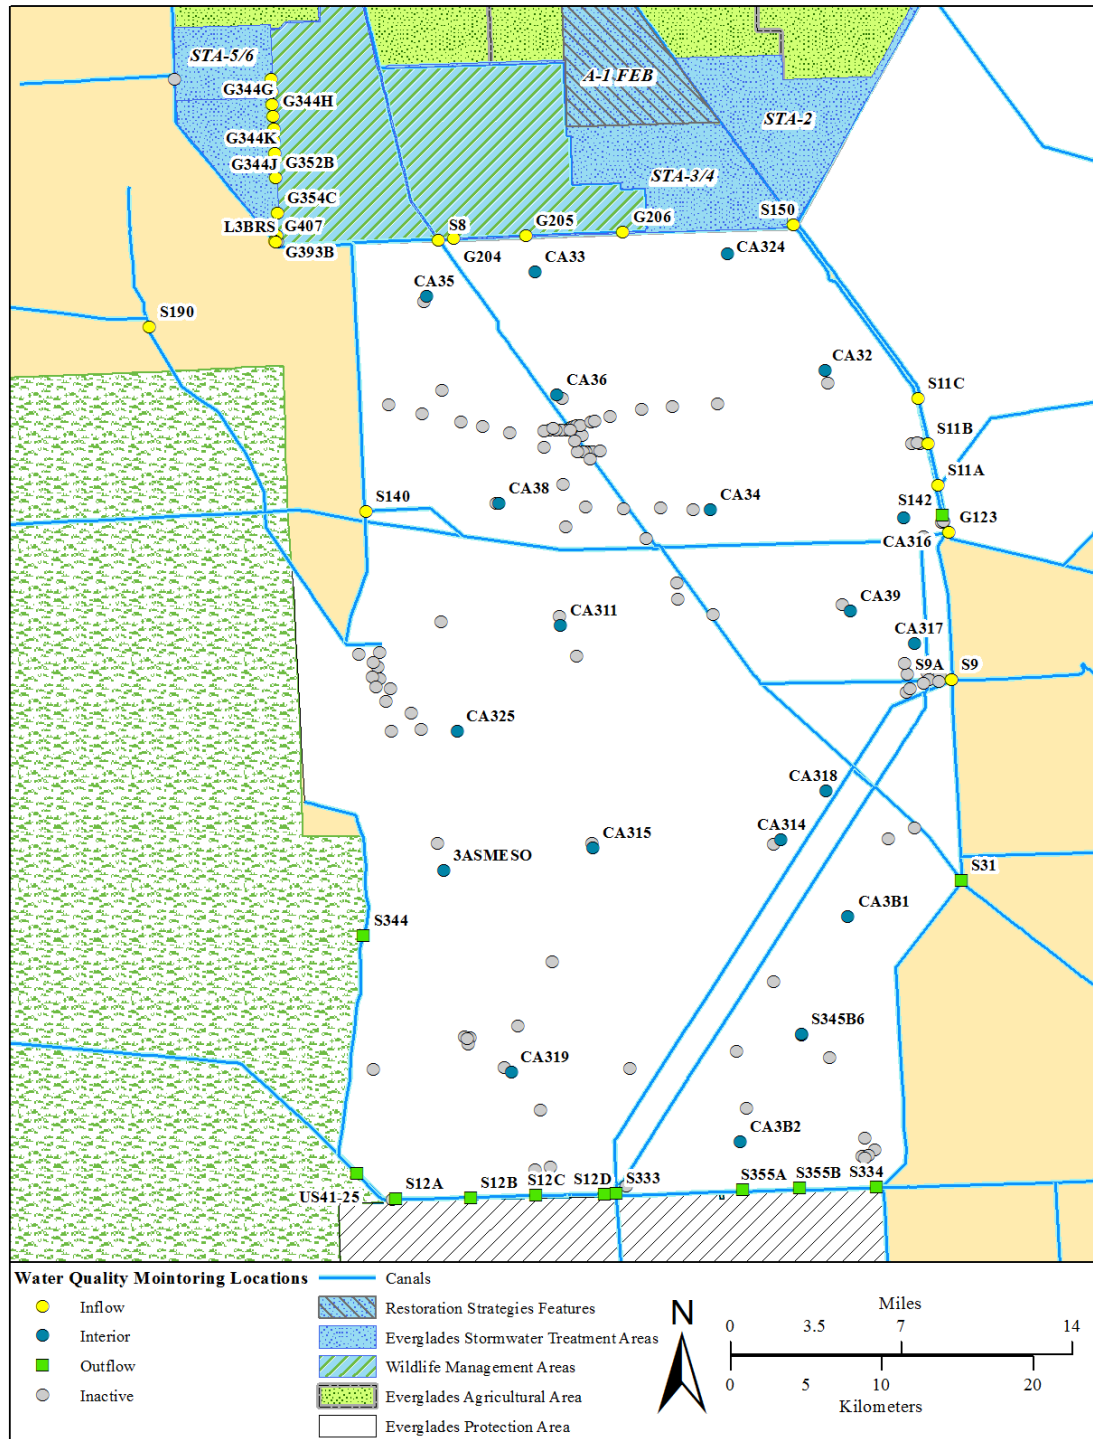 STA-5/6
A-1 FEB
STA-2
STA-3/4
G344G
G344H
G344K
G344J
G352B
G354C
L3BRS
G407
G393B
S8
G204
G205
G206
S150
CA324
CA33
CA35
S190
CA32
CA36
S11C
S11B
S11A
S142
G123
CA316
S140
CA38
CA34
CA311
CA39
CA317
S9A
S9
CA325
CA318
CA314
CA315
3ASMESO
S31
S344
CA3B1
S345B6
CA319
CA3B2
US41-25
S12A
S12B
S12C
S12D
S333
S355A
S355B
S334
Water Quality Mointoring Locations
Inflow
Interior
Outflow
Inactive
Canals
Restoration Strategies Features
Everglades Stormwater Treatment Areas
Wildlife Management Areas
Everglades Agricultural Area
Everglades Protection Area
N
Miles
0 3.5 7 14
0 5 10 20
Kilometers